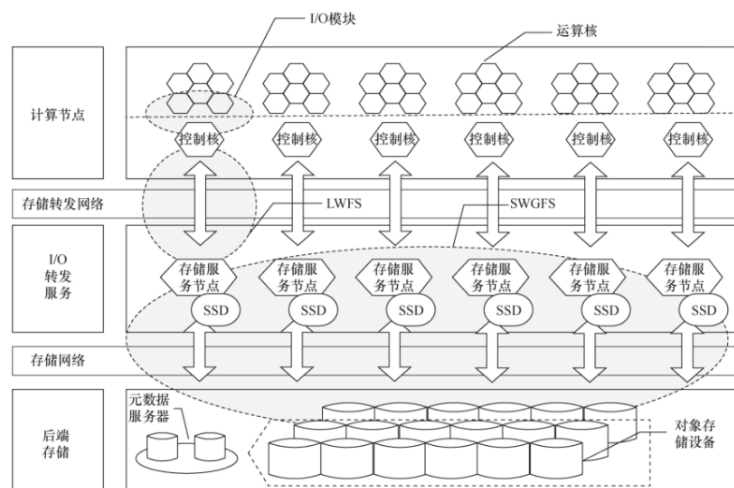 I/O模块
运算核
计算节点
控制核
控制核
控制核
控制核
控制核
控制核
存储转发网络
LWFS
SWGFS
I/O
转发
服务
存储服
务节点
存储服
务节点
存储服
务节点
存储服
务节点
存储服
务节点
存储服
务节点
SSD
SSD
SSD
SSD
SSD
SSD
存储网络
元数据
服务器
后端
存储
对象存
储设备